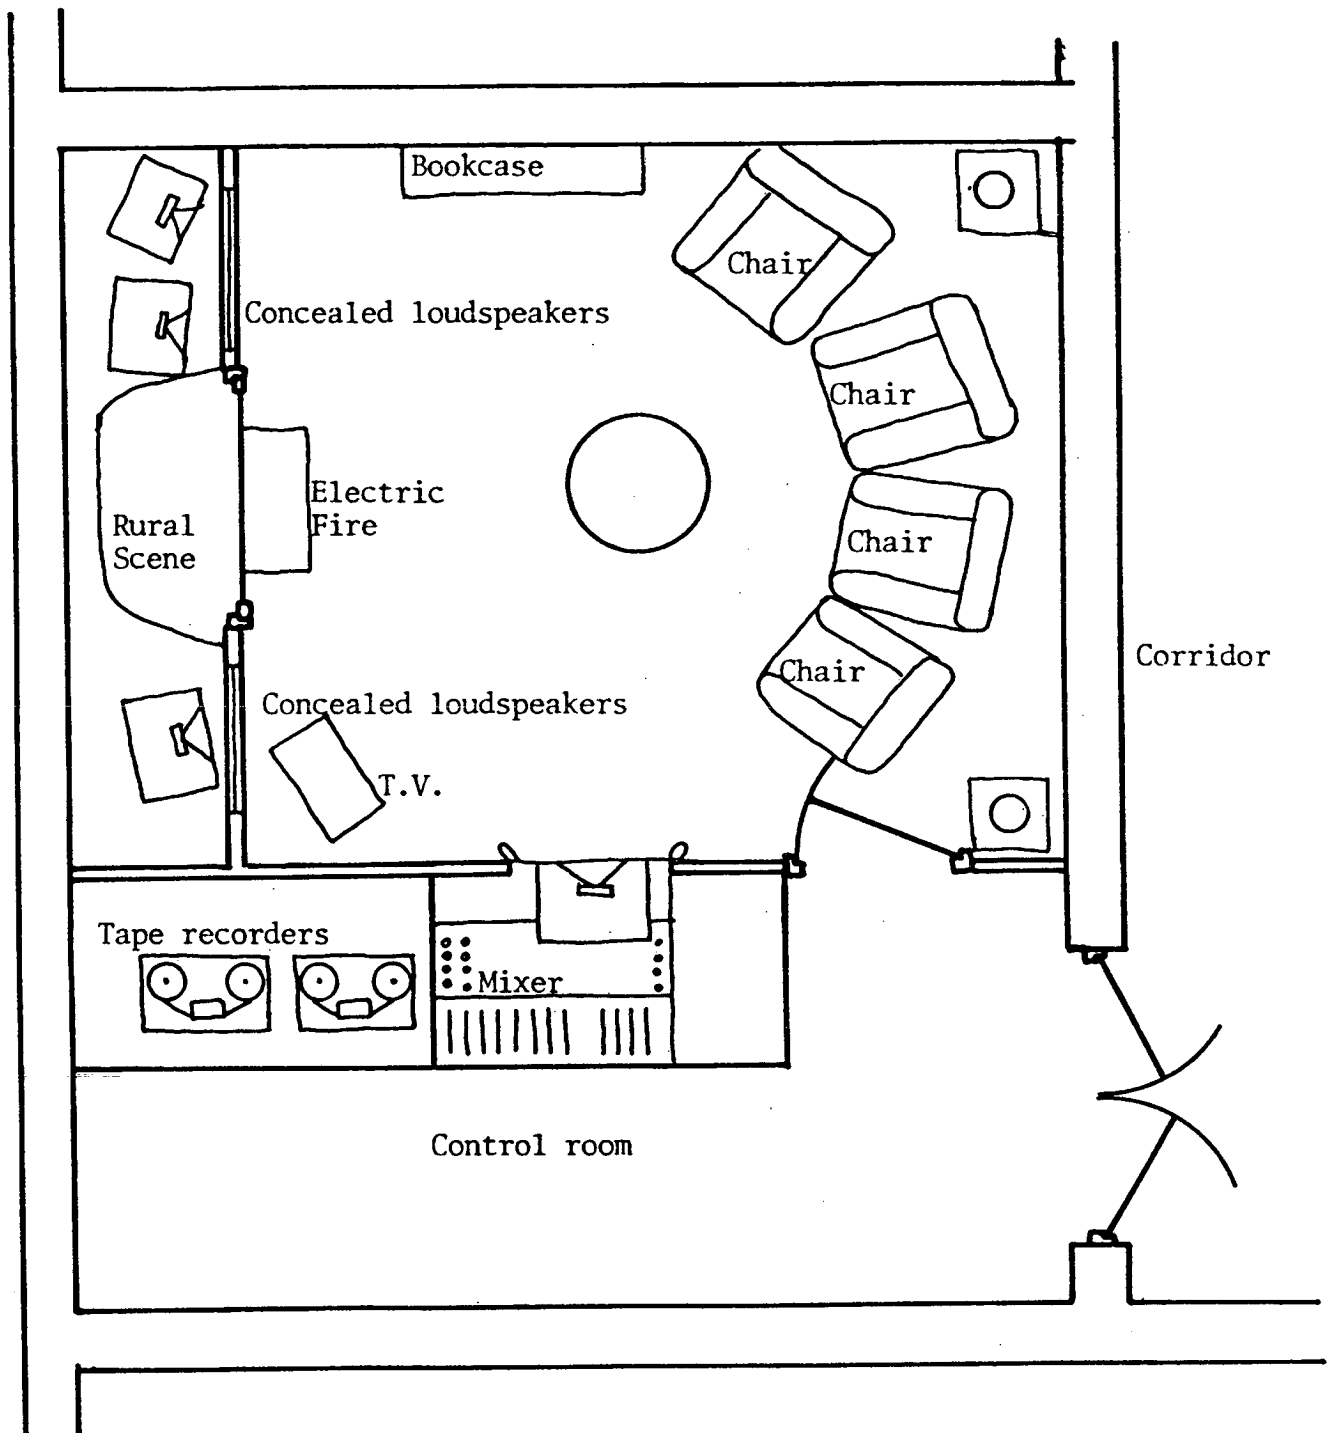 Bookcase
Chair
Concealed loudspeakers
Chair
Electric
Fire
Rural
Scene
Chair
Corridor
Chair
Concealed loudspeakers
T.V.
Tape recorders
Mixer
Control room